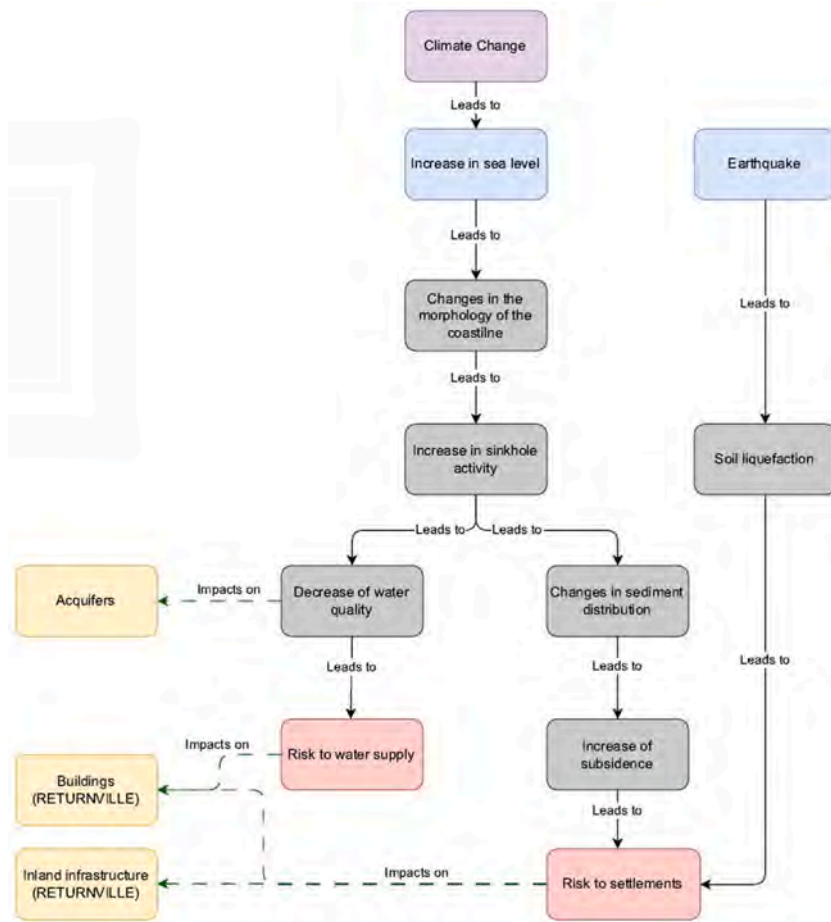 Climate Change
Leads to
Increase in sea level
Earthquake
Leads to
Changes in the
morphology of the
coastilne
Leads to
Leads to
Increase in sinkhole
activity
Soil liquefaction
Leads to
Leads to
Acquifers
Impacts on
Decrease of water
quality
Changes in sediment
distribution
Leads to
Leads to
Leads to
Impacts on
Risk to water supply
Increase of
subsidence
Buildings
(RETURNVILLE)
Leads to
Inland infrastructure
(RETURNVILLE)
Impacts on
Risk to settlements